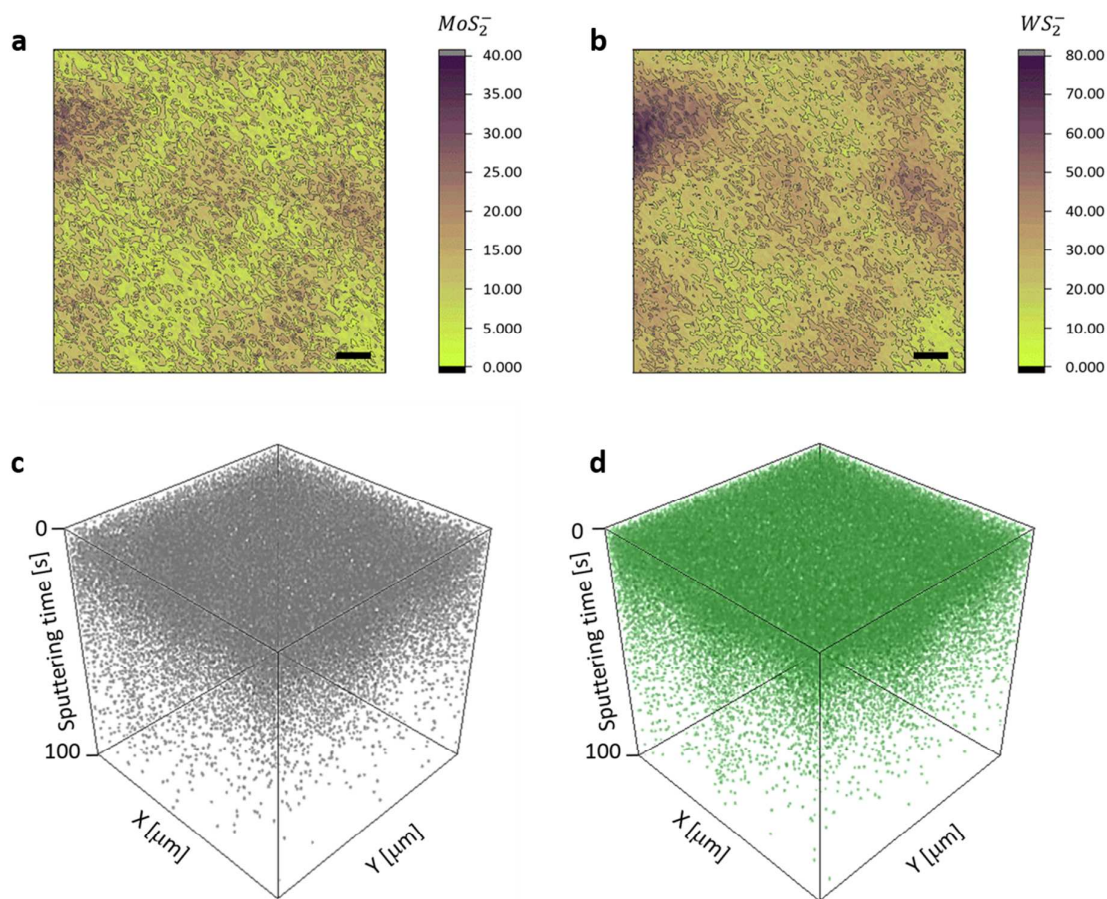 a
MoS₂⁻
40.00
35.00
30.00
25.00
20.00
15.00
10.00
5.000
0.000
b
WS₂⁻
80.00
70.00
60.00
50.00
40.00
30.00
20.00
10.00
0.000
c
0
Sputtering time [s]
100
X [µm]
Y [µm]
d
0
Sputtering time [s]
100
X [µm]
Y [µm]